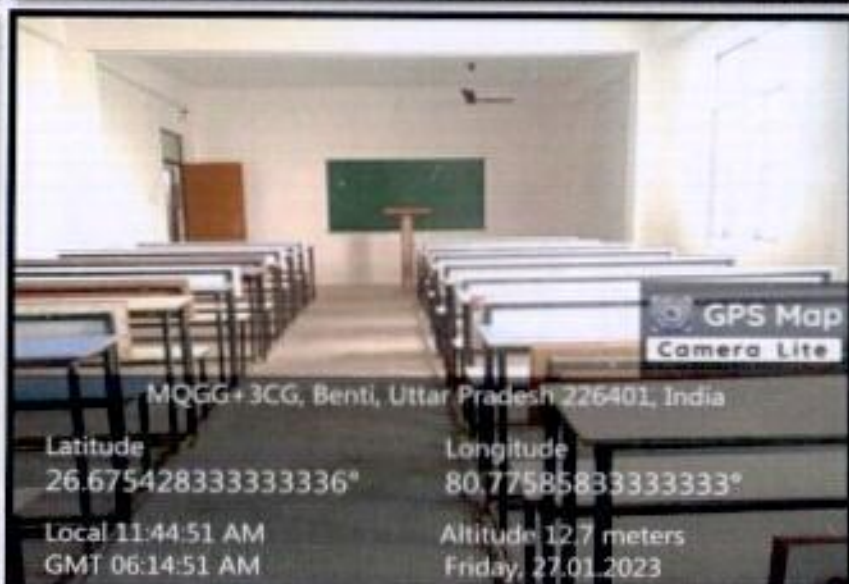 GPS Map
Camera Lite
MQGG+3CG, Benti, Uttar Pradesh 226401, India
Latitude
26.675428333333336°
Longitude
80.77585833333333°
Local 11:44:51 AM
GMT 06:14:51 AM
Altitude 12.7 meters
Friday, 27.01.2023